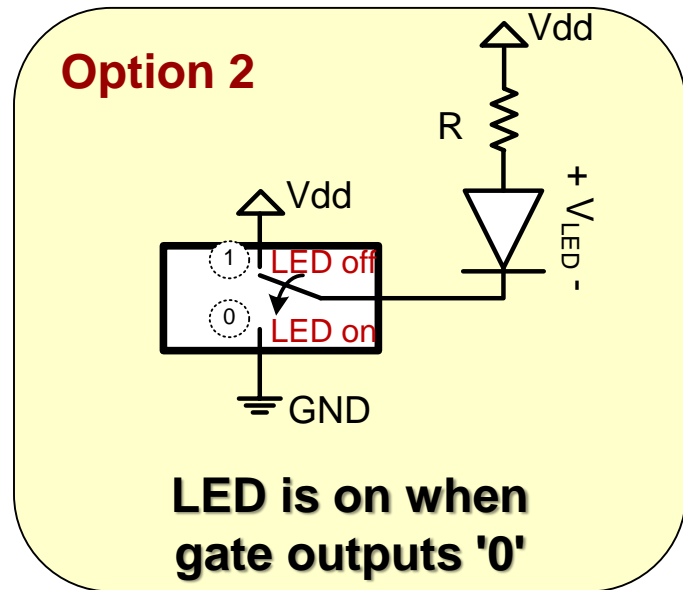 Vdd
Option 2
R
+ VLED -
Vdd
1
LED off
0
LED on
GND
LED is on when
gate outputs '0'